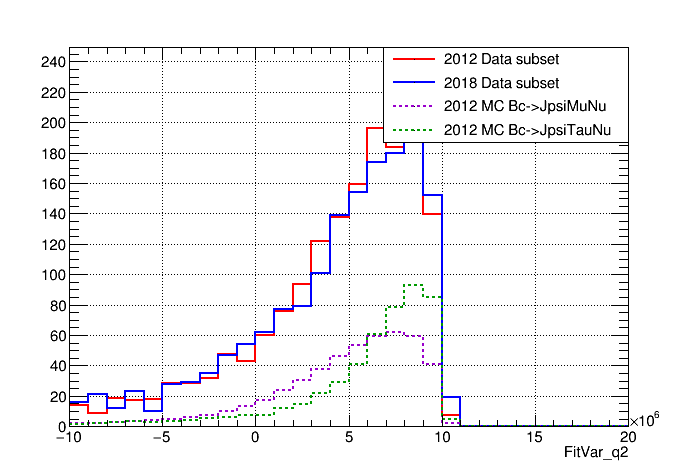 240
220
200
180
160
140
120
100
80
60
40
20
0
2012 Data subset
2018 Data subset
2012 MC Bc->JpsiMuNu
2012 MC Bc->JpsiTauNu
−10 −5 0 5 10 15 20
×10⁶
FitVar_q2